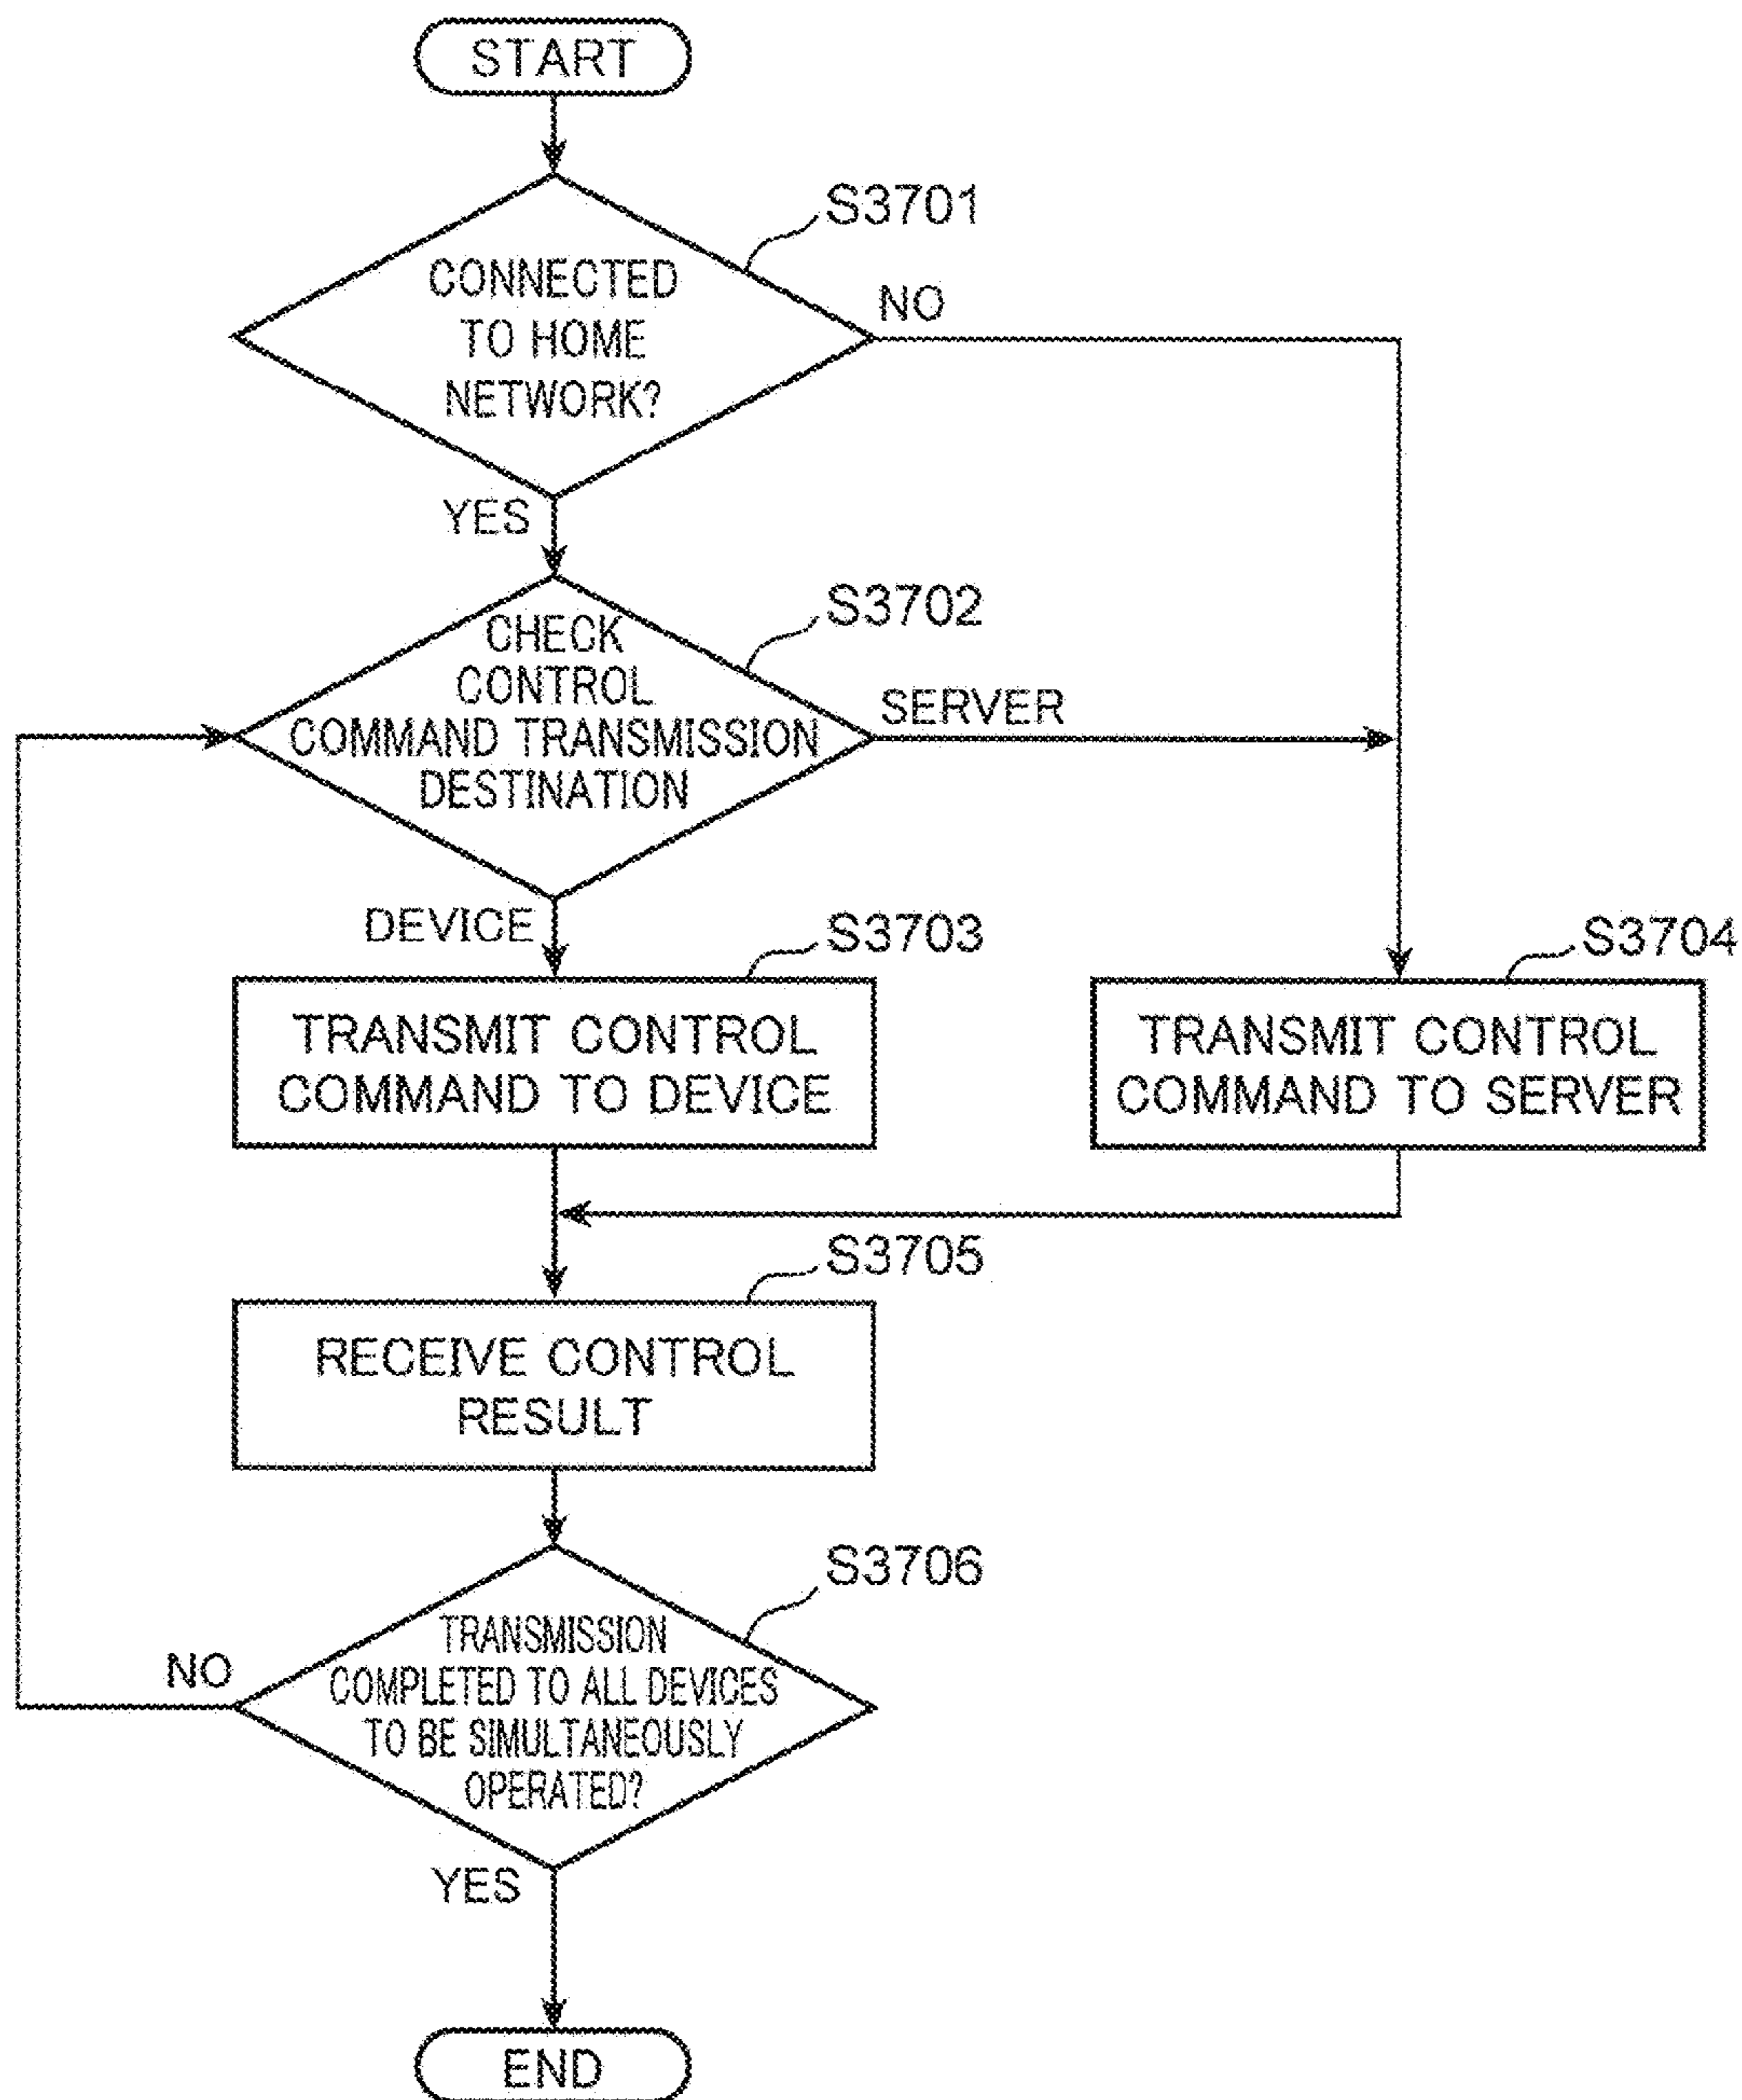 START
S3701
CONNECTED
TO HOME
NETWORK?
NO
YES
S3702
CHECK
CONTROL
COMMAND TRANSMISSION
DESTINATION
SERVER
DEVICE
S3703
TRANSMIT CONTROL
COMMAND TO DEVICE
S3704
TRANSMIT CONTROL
COMMAND TO SERVER
S3705
RECEIVE CONTROL
RESULT
S3706
TRANSMISSION
COMPLETED TO ALL DEVICES
TO BE SIMULTANEOUSLY
OPERATED?
NO
YES
END